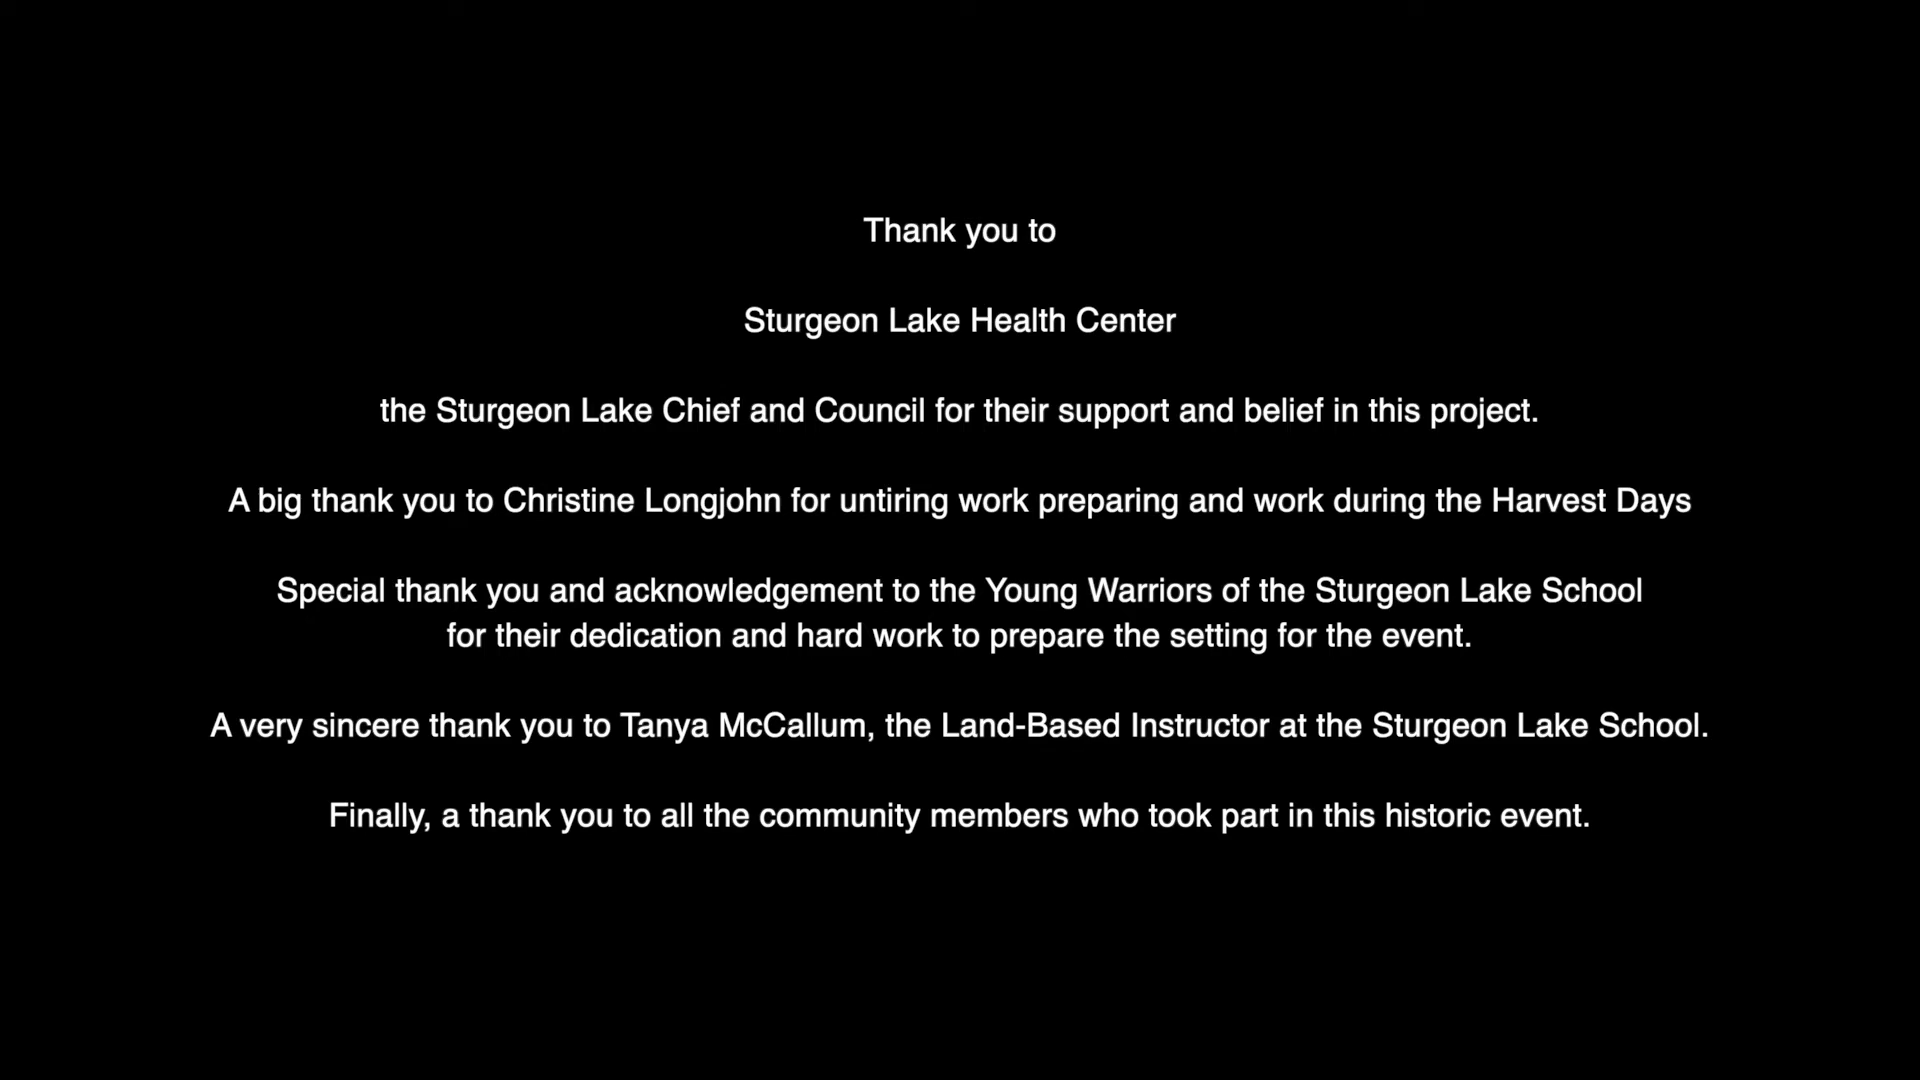 Thank you to
Sturgeon Lake Health Center
the Sturgeon Lake Chief and Council for their support and belief in this project.
A big thank you to Christine Longjohn for untiring work preparing and work during the Harvest Days
Special thank you and acknowledgement to the Young Warriors of the Sturgeon Lake School
for their dedication and hard work to prepare the setting for the event.
A very sincere thank you to Tanya McCallum, the Land-Based Instructor at the Sturgeon Lake School.
Finally, a thank you to all the community members who took part in this historic event.